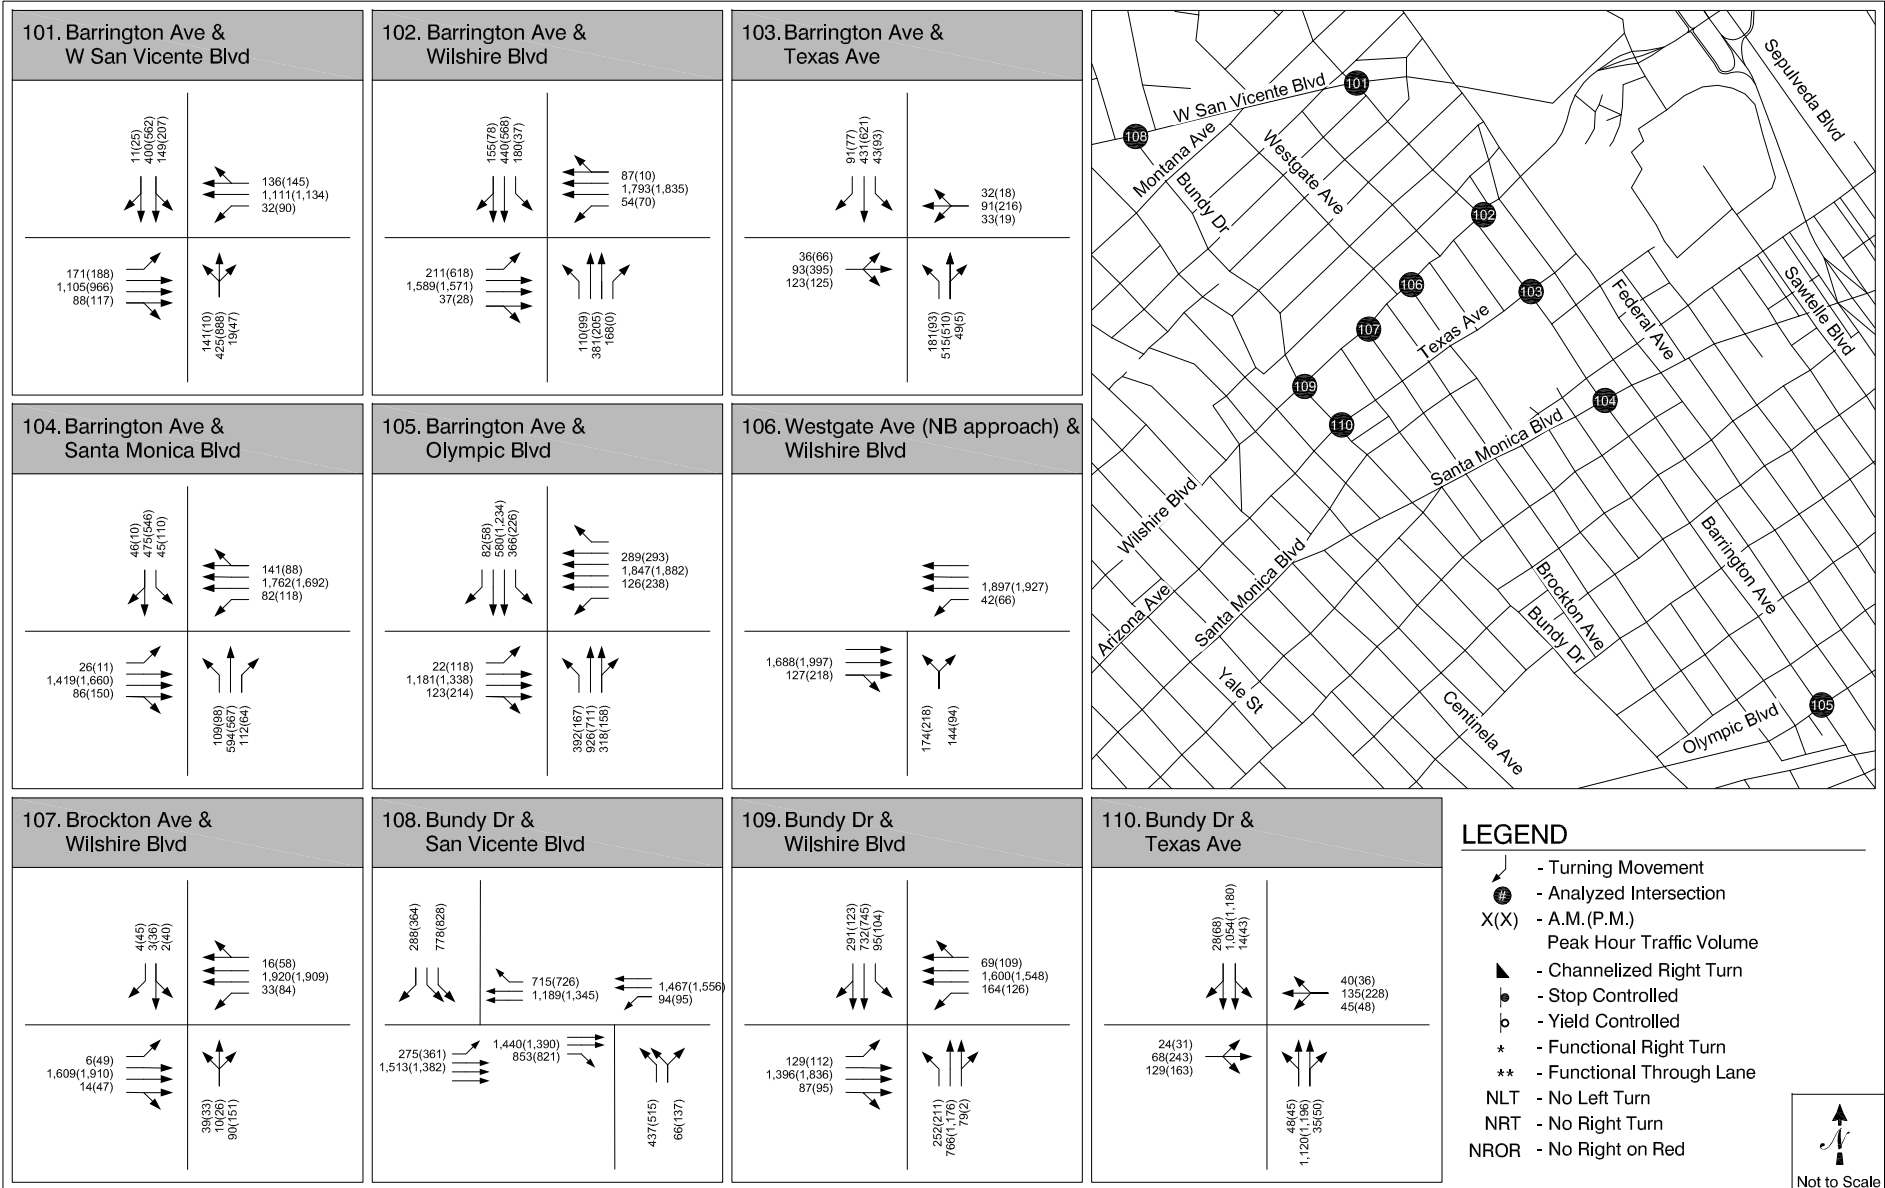 101. Barrington Ave &
W San Vicente Blvd
11(25)
400(562)
149(207)
136(145)
1,111(1,134)
32(90)
171(188)
1,105(966)
88(117)
141(10)
425(888)
19(47)
102. Barrington Ave &
Wilshire Blvd
155(78)
440(568)
180(37)
87(10)
1,793(1,835)
54(70)
211(618)
1,589(1,571)
37(28)
110(99)
381(205)
168(0)
103. Barrington Ave &
Texas Ave
91(77)
431(621)
43(93)
32(18)
91(216)
33(19)
36(66)
93(395)
123(125)
181(93)
515(510)
49(5)
104. Barrington Ave &
Santa Monica Blvd
46(10)
475(546)
45(110)
141(88)
1,762(1,692)
82(118)
26(11)
1,419(1,660)
86(150)
109(98)
594(567)
112(64)
105. Barrington Ave &
Olympic Blvd
82(58)
580(1,234)
366(226)
289(293)
1,847(1,882)
126(238)
22(118)
1,181(1,338)
123(214)
392(167)
926(711)
318(158)
106. Westgate Ave (NB approach) &
Wilshire Blvd
1,897(1,927)
42(66)
1,688(1,997)
127(218)
174(218)
144(94)
107. Brockton Ave &
Wilshire Blvd
4(45)
3(36)
2(40)
16(58)
1,920(1,909)
33(84)
6(49)
1,609(1,910)
14(47)
39(33)
10(26)
90(151)
108. Bundy Dr &
San Vicente Blvd
288(364)
778(828)
715(726)
1,189(1,345)
1,467(1,556)
94(95)
275(361)
1,513(1,382)
1,440(1,390)
853(821)
437(515)
66(137)
109. Bundy Dr &
Wilshire Blvd
291(123)
732(745)
95(104)
69(109)
1,600(1,548)
164(126)
129(112)
1,396(1,836)
87(95)
252(211)
766(1,176)
79(2)
110. Bundy Dr &
Texas Ave
28(68)
1,054(1,180)
14(43)
40(36)
135(228)
45(48)
24(31)
68(243)
129(163)
48(45)
1,120(1,196)
35(50)
W San Vicente Blvd
Sepulveda Blvd
Montana Ave
Westgate Ave
Bundy Dr
Texas Ave
Federal Ave
Sawtelle Blvd
Santa Monica Blvd
Wilshire Blvd
Arizona Ave
Santa Monica Blvd
Yale St
Centinela Ave
Brockton Ave
Bundy Dr
Barrington Ave
Olympic Blvd
101
108
102
106
103
107
109
110
104
105
LEGEND
- Turning Movement
# - Analyzed Intersection
X(X) - A.M.(P.M.)
Peak Hour Traffic Volume
- Channelized Right Turn
- Stop Controlled
- Yield Controlled
* - Functional Right Turn
** - Functional Through Lane
NLT - No Left Turn
NRT - No Right Turn
NROR - No Right on Red
N
Not to Scale